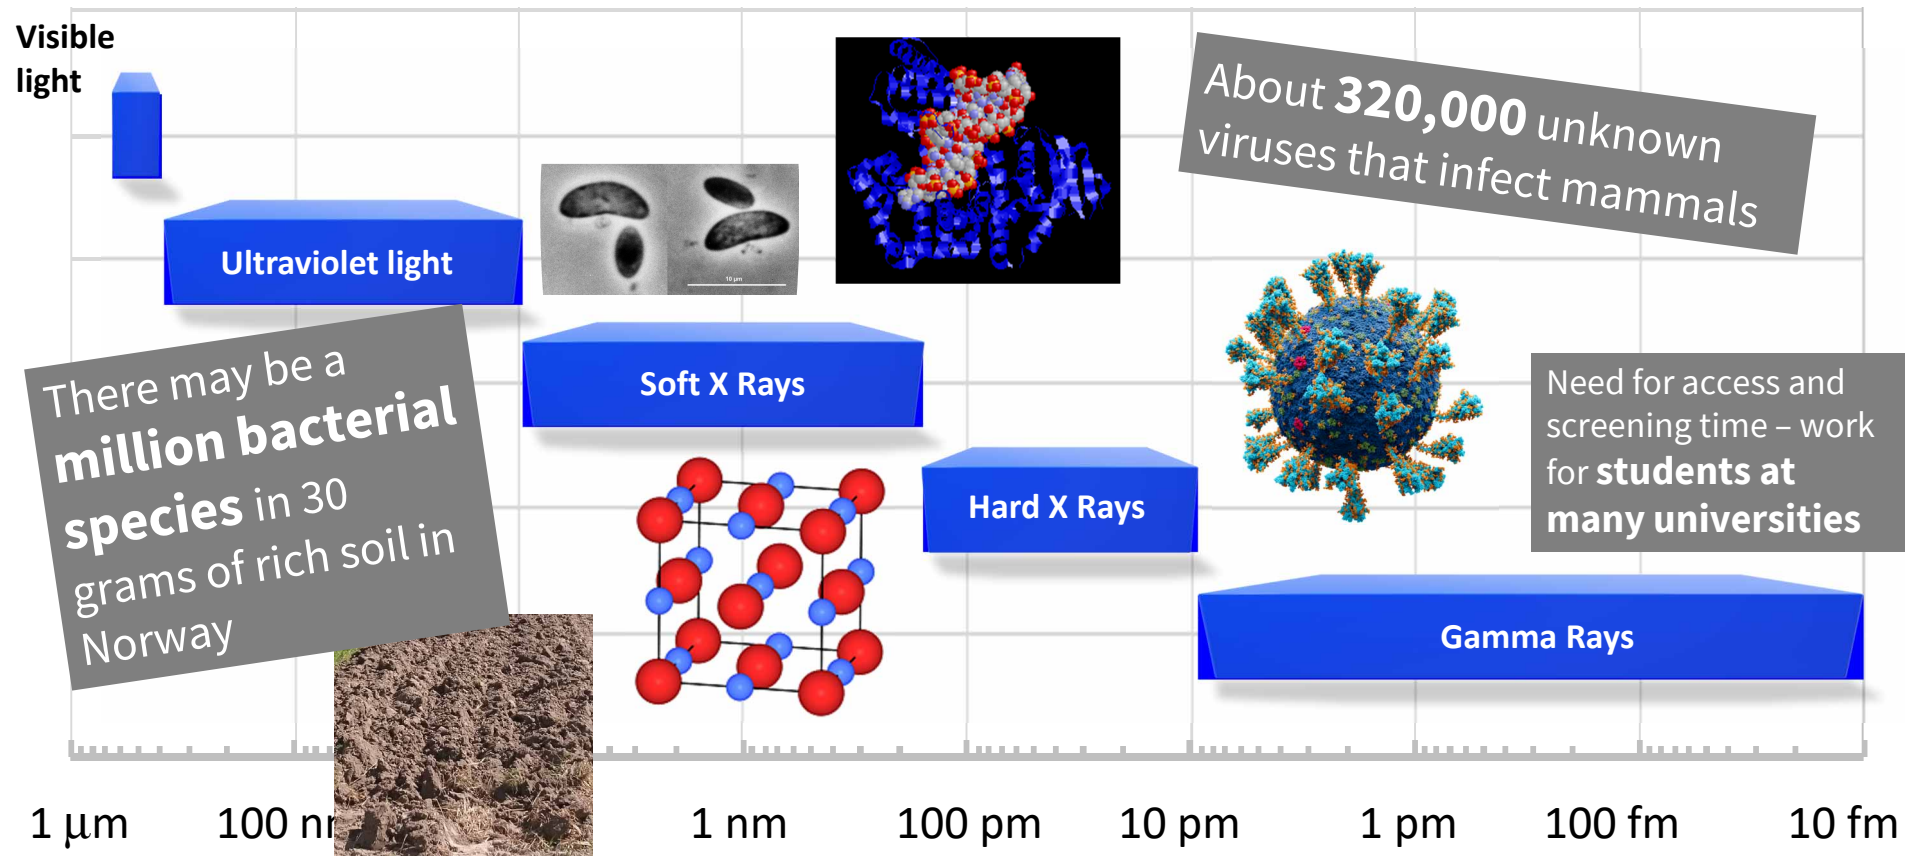 Visible
light
About 320,000 unknown
viruses that infect mammals
Ultraviolet light
10 µm
There may be a
million bacterial
species in 30
grams of rich soil in
Norway
Soft X Rays
Need for access and
screening time – work
for students at
many universities
Hard X Rays
Gamma Rays
1 μm
100 n
1 nm
100 pm
10 pm
1 pm
100 fm
10 fm